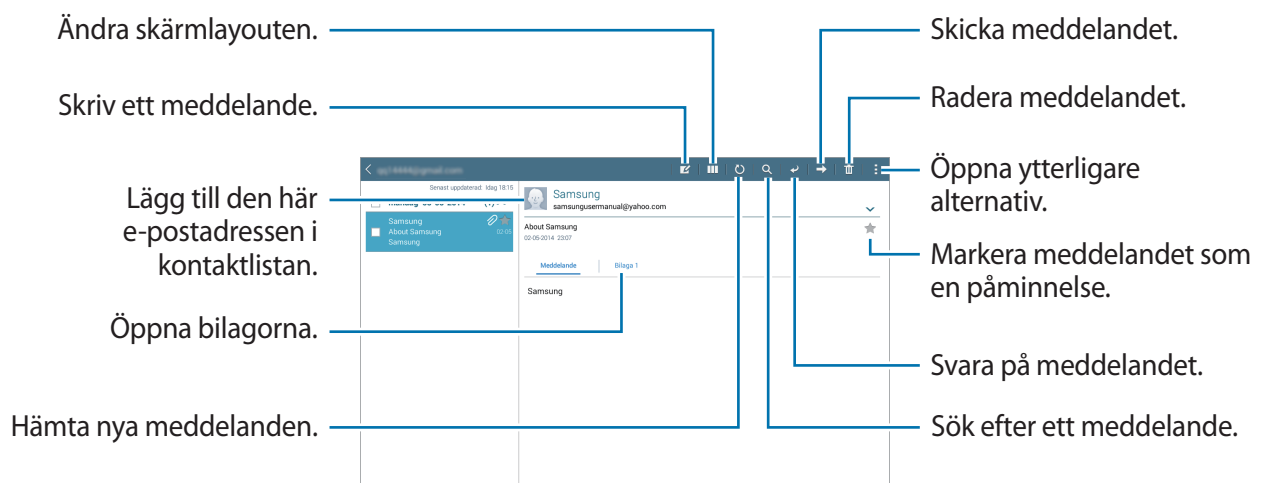 Ändra skärmlayouten.
Skriv ett meddelande.
Lägg till den här
e-postadressen i
kontaktlistan.
Öppna bilagorna.
Hämta nya meddelanden.
Senast uppdaterad: Idag 18:15
Samsung
About Samsung
02-05
Samsung
Samsung
samsungusermanual@yahoo.com
About Samsung
02-05-2014 23:07
Meddelande
Bilaga 1
Samsung
Skicka meddelandet.
Radera meddelandet.
Öppna ytterligare
alternativ.
Markera meddelandet som
en påminnelse.
Svara på meddelandet.
Sök efter ett meddelande.